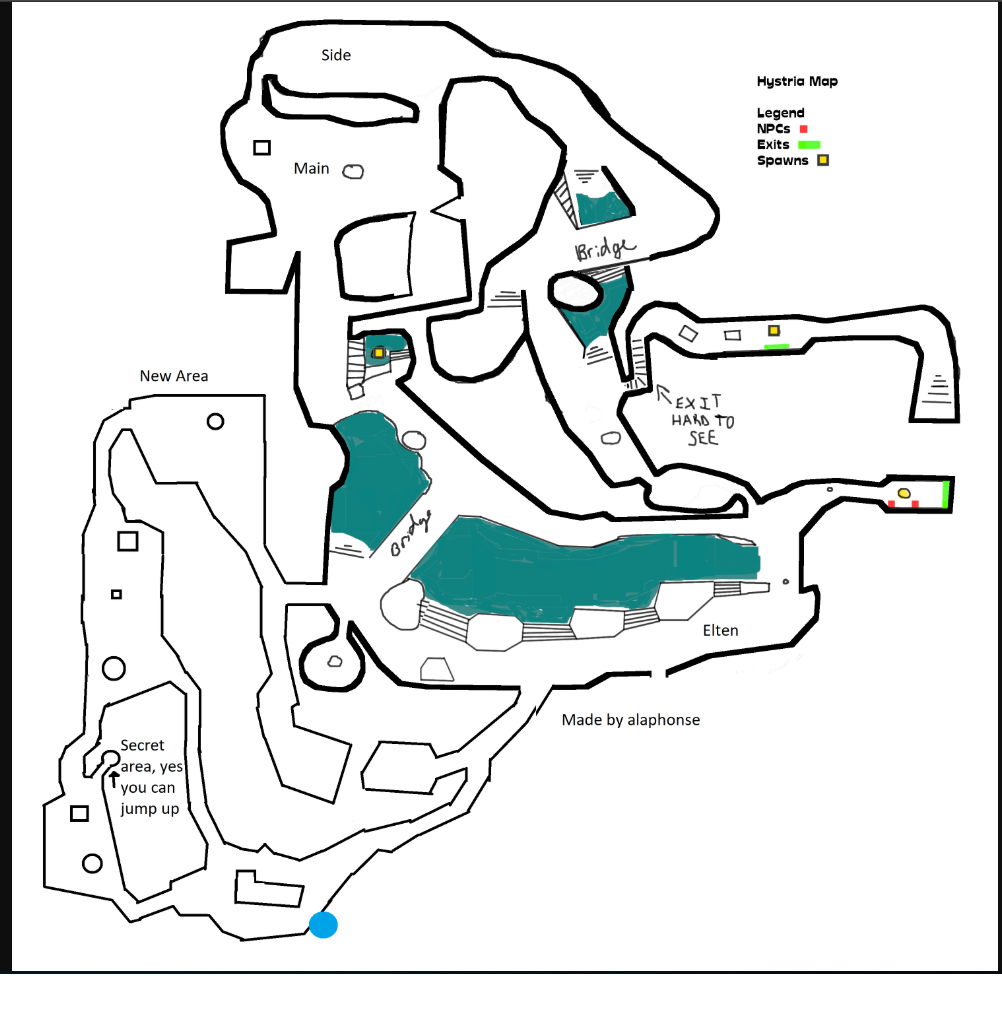 Side
Hystria Map
Legend
NPCs
Exits
Spawns
Main
Bridge
New Area
EXIT
HARD TO
SEE
Bridge
Elten
Made by alaphonse
Secret
area, yes
you can
jump up